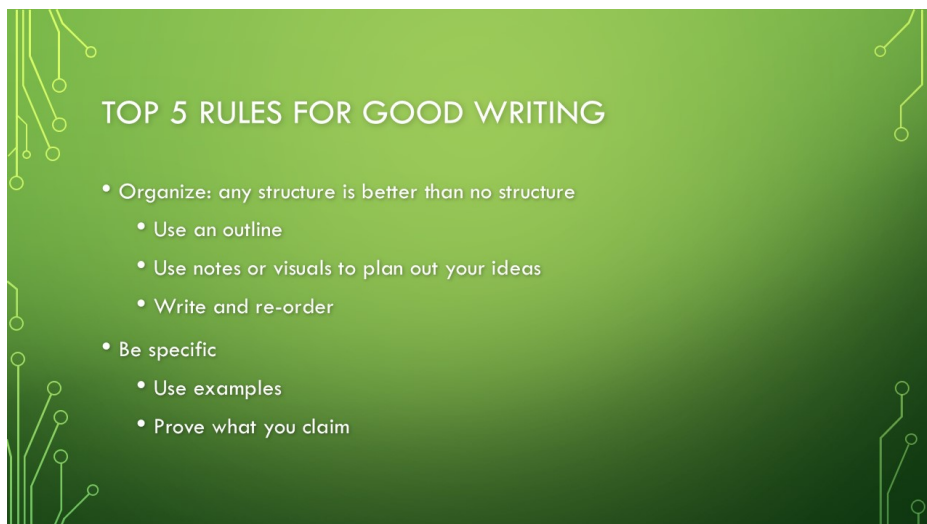 TOP 5 RULES FOR GOOD WRITING
• Organize: any structure is better than no structure
• Use an outline
• Use notes or visuals to plan out your ideas
• Write and re-order
• Be specific
• Use examples
• Prove what you claim